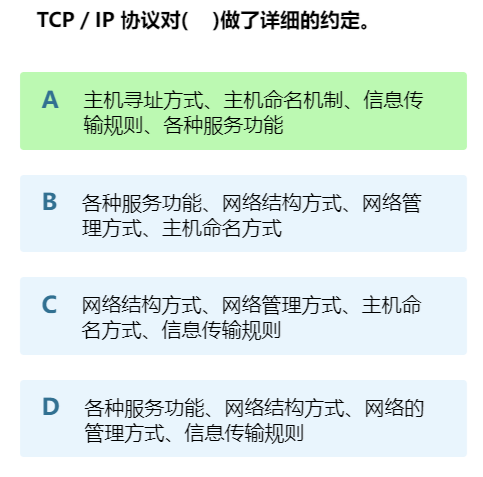 TCP / IP 协议对(    )做了详细的约定。
A 主机寻址方式、主机命名机制、信息传
输规则、各种服务功能
B 各种服务功能、网络结构方式、网络管
理方式、主机命名方式
C 网络结构方式、网络管理方式、主机命
名方式、信息传输规则
D 各种服务功能、网络结构方式、网络的
管理方式、信息传输规则